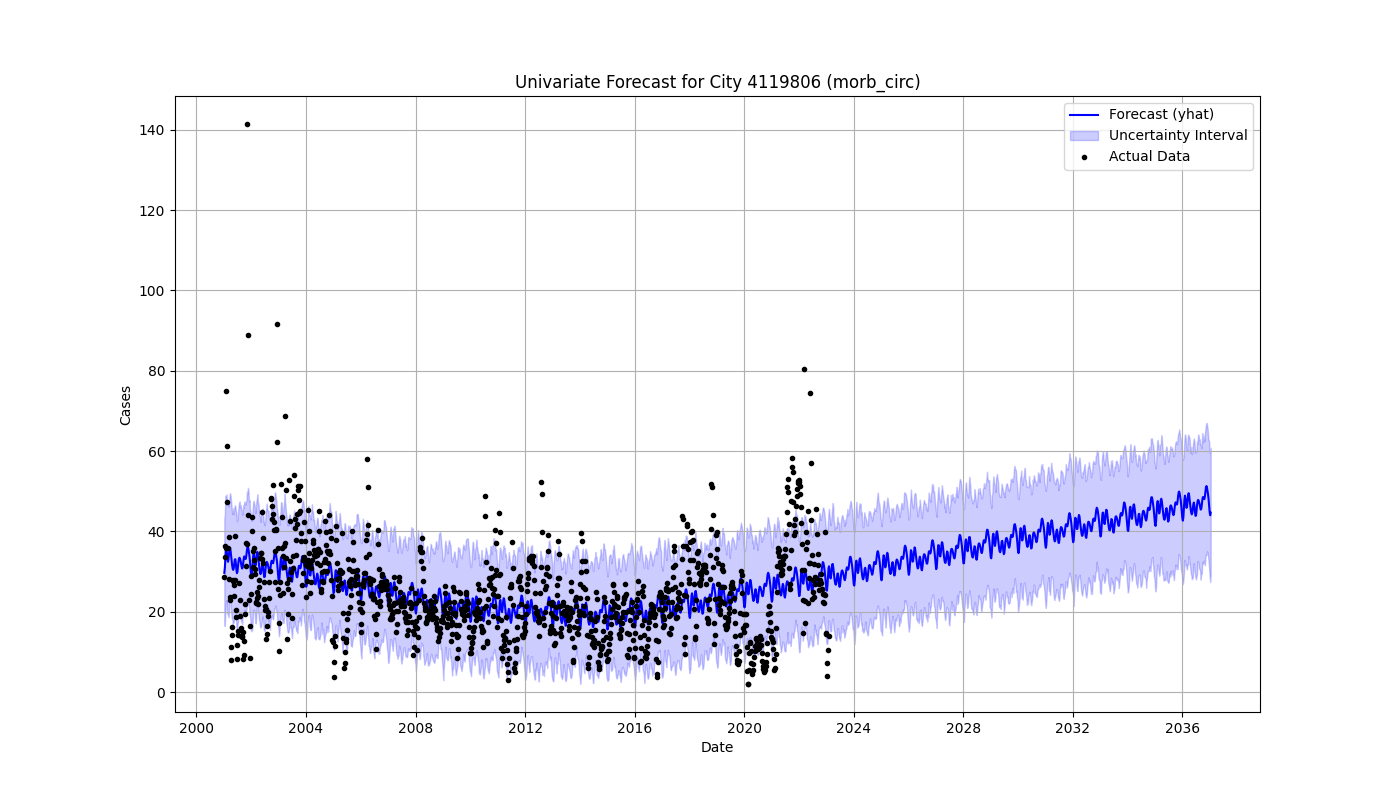 Univariate Forecast for City 4119806 (morb_circ)
Forecast (yhat)
Uncertainty Interval
Actual Data
Cases
140
120
100
80
60
40
20
0
2000 2004 2008 2012 2016 2020 2024 2028 2032 2036
Date